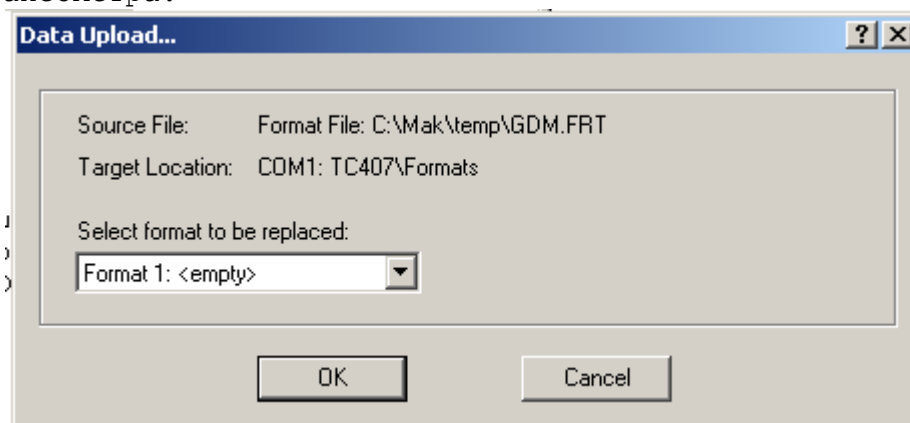 Data Upload...
Source File: Format File: C:\Mak\temp\GDM.FRT
Target Location: COM1: TC407\Formats
Select format to be replaced:
Format 1: <empty>
OK Cancel